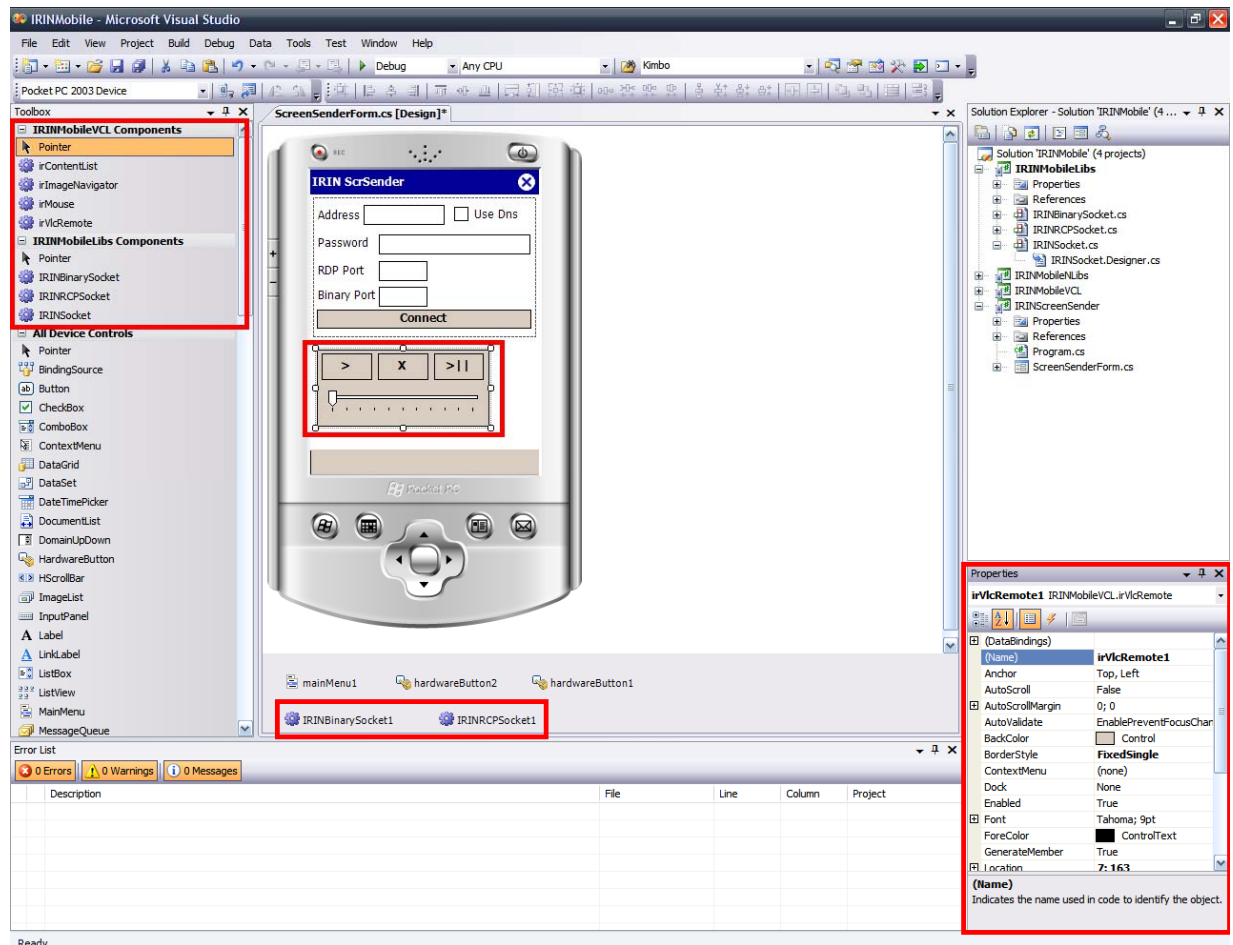 IRINMobile - Microsoft Visual Studio
File Edit View Project Build Debug Data Tools Test Window Help
Debug Any CPU Kimbo
Pocket PC 2003 Device
Toolbox
IRINMobileVCL Components
Pointer
irContentList
irImageNavigator
irMouse
irVlcRemote
IRINMobileLibs Components
Pointer
IRINBinarySocket
IRINRCPSocket
IRINSocket
All Device Controls
Pointer
BindingSource
Button
CheckBox
ComboBox
ContextMenu
DataGrid
DataSet
DateTimePicker
DocumentList
DomainUpDown
HardwareButton
HScrollBar
ImageList
InputPanel
Label
LinkLabel
ListBox
ListView
MainMenu
MessageQueue
ScreenSenderForm.cs [Design]*
REC
IRIN ScrSender
Address Use Dns
Password
RDP Port
Binary Port
Connect
> X >||
Pocket PC
mainMenu1 hardwareButton2 hardwareButton1
IRINBinarySocket1 IRINRCPSocket1
Solution Explorer - Solution 'IRINMobile' (4 ...
Solution 'IRINMobile' (4 projects)
IRINMobileLibs
Properties
References
IRINBinarySocket.cs
IRINRCPSocket.cs
IRINSocket.cs
IRINSocket.Designer.cs
IRINMobileNLibs
IRINMobileVCL
IRINScreenSender
Properties
References
Program.cs
ScreenSenderForm.cs
Properties
irVlcRemote1 IRINMobileVCL.irVlcRemote
(DataBindings)
(Name) irVlcRemote1
Anchor Top, Left
AutoScroll False
AutoScrollMargin 0; 0
AutoValidate EnablePreventFocusChan
BackColor Control
BorderStyle FixedSingle
ContextMenu (none)
Dock None
Enabled True
Font Tahoma; 9pt
ForeColor ControlText
GenerateMember True
Location 7; 163
(Name)
Indicates the name used in code to identify the object.
Error List
0 Errors 0 Warnings 0 Messages
Description File Line Column Project
Ready